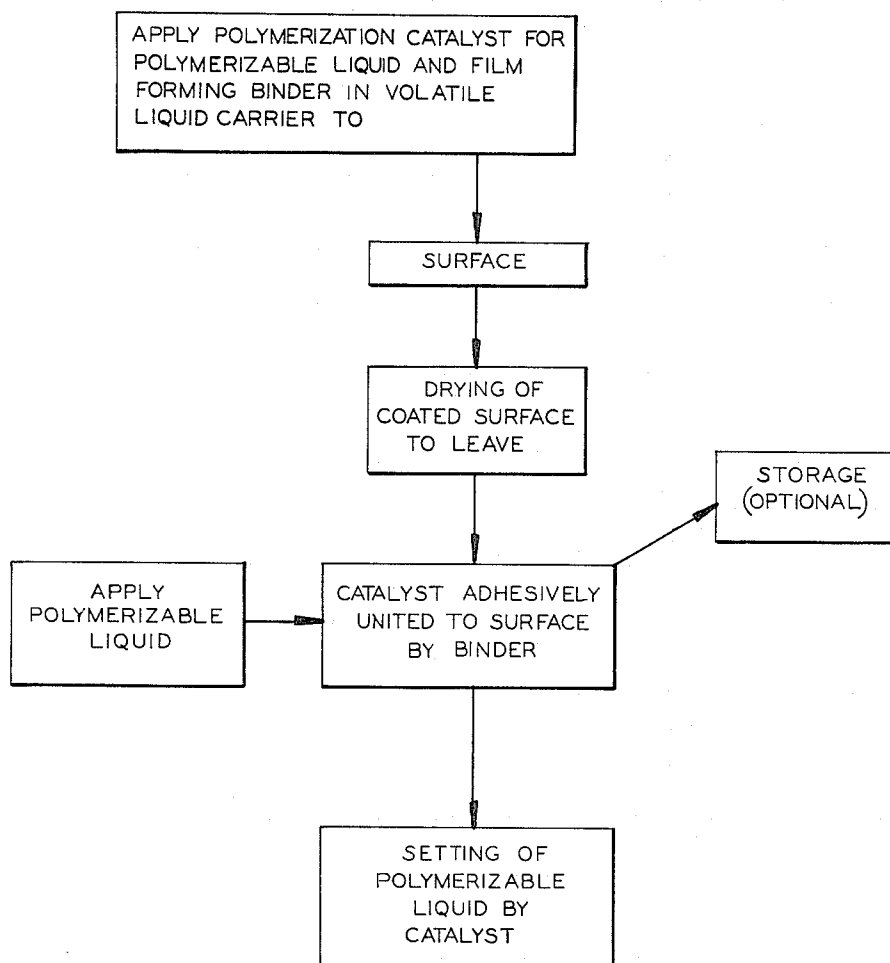 APPLY POLYMERIZATION CATALYST FOR
POLYMERIZABLE LIQUID AND FILM
FORMING BINDER IN VOLATILE
LIQUID CARRIER TO
SURFACE
DRYING OF
COATED SURFACE
TO LEAVE
STORAGE
(OPTIONAL)
APPLY
POLYMERIZABLE
LIQUID
CATALYST ADHESIVELY
UNITED TO SURFACE
BY BINDER
SETTING OF
POLYMERIZABLE
LIQUID BY
CATALYST